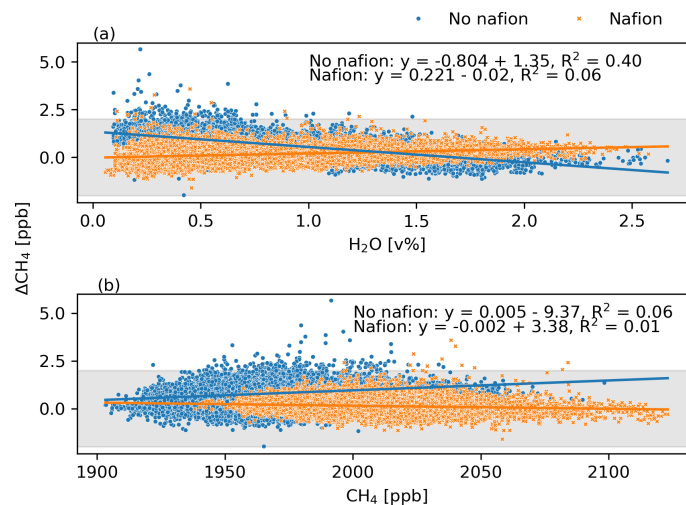 No nafion Nafion
(a)
No nafion: y = -0.804 + 1.35, R² = 0.40
Nafion: y = 0.221 - 0.02, R² = 0.06
5.0
2.5
0.0
0.0 0.5 1.0 1.5 2.0 2.5
H₂O [v%]
ΔCH₄ [ppb]
(b)
No nafion: y = 0.005 - 9.37, R² = 0.06
Nafion: y = -0.002 + 3.38, R² = 0.01
5.0
2.5
0.0
1900 1950 2000 2050 2100
CH₄ [ppb]